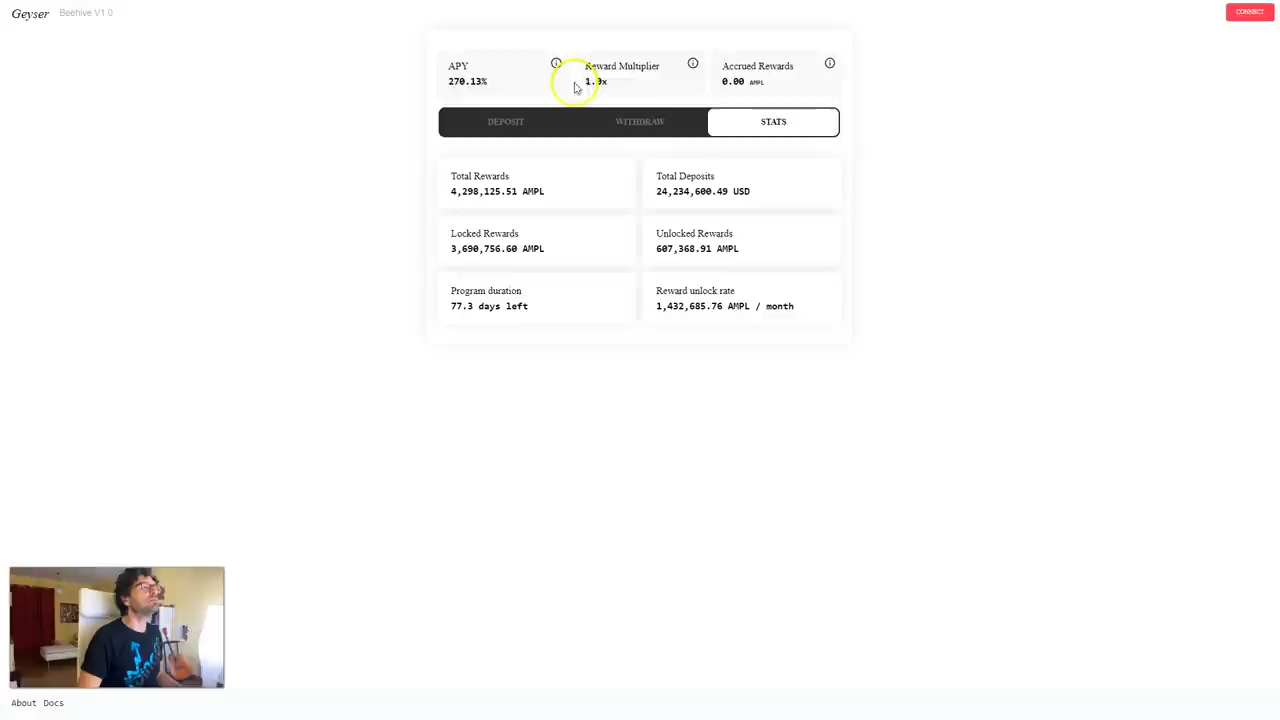 Geyser Beehive V1.0
CONNECT
APY
270.13%
Reward Multiplier
1.0x
Accrued Rewards
0.00 AMPL
DEPOSIT
WITHDRAW
STATS
Total Rewards
4,298,125.51 AMPL
Total Deposits
24,234,600.49 USD
Locked Rewards
3,690,756.60 AMPL
Unlocked Rewards
607,368.91 AMPL
Program duration
77.3 days left
Reward unlock rate
1,432,685.76 AMPL / month
About Docs